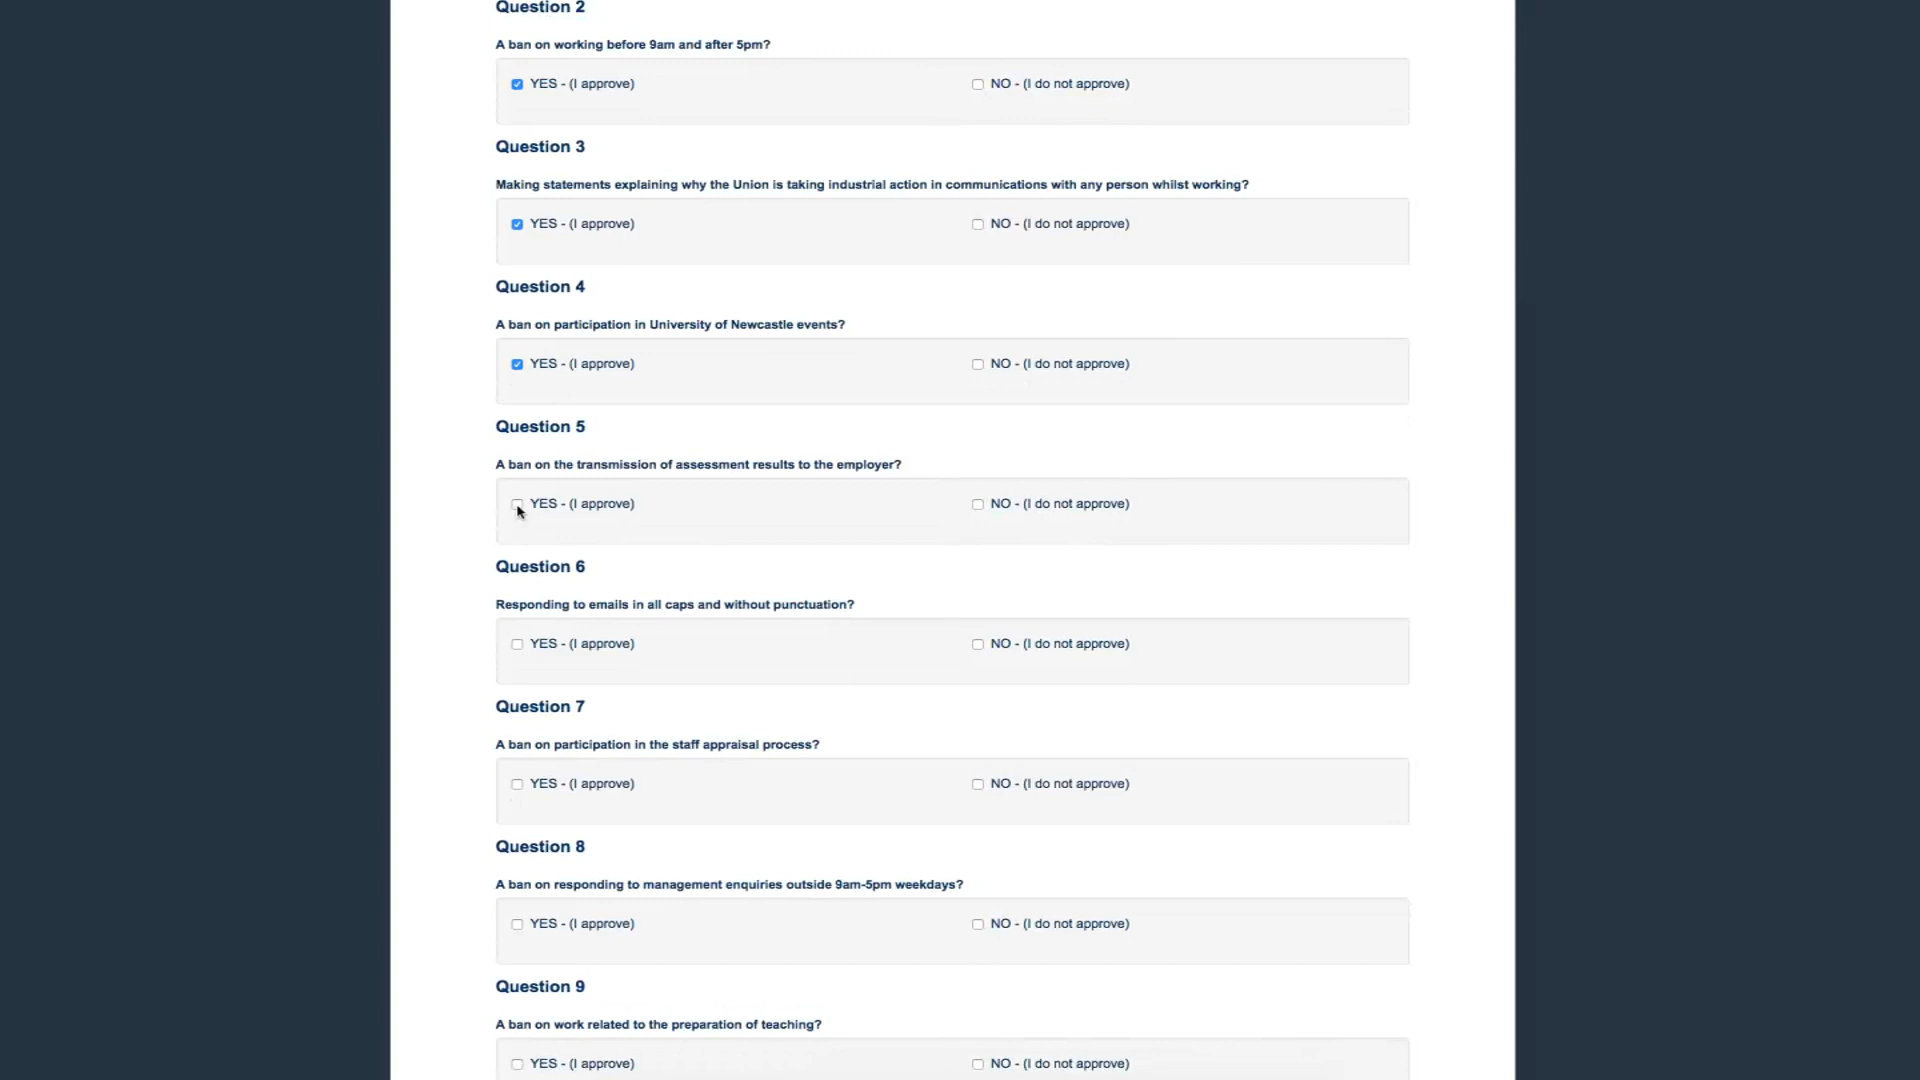 Question 2
A ban on working before 9am and after 5pm?
YES - (I approve) NO - (I do not approve)
Question 3
Making statements explaining why the Union is taking industrial action in communications with any person whilst working?
YES - (I approve) NO - (I do not approve)
Question 4
A ban on participation in University of Newcastle events?
YES - (I approve) NO - (I do not approve)
Question 5
A ban on the transmission of assessment results to the employer?
YES - (I approve) NO - (I do not approve)
Question 6
Responding to emails in all caps and without punctuation?
YES - (I approve) NO - (I do not approve)
Question 7
A ban on participation in the staff appraisal process?
YES - (I approve) NO - (I do not approve)
Question 8
A ban on responding to management enquiries outside 9am-5pm weekdays?
YES - (I approve) NO - (I do not approve)
Question 9
A ban on work related to the preparation of teaching?
YES - (I approve) NO - (I do not approve)